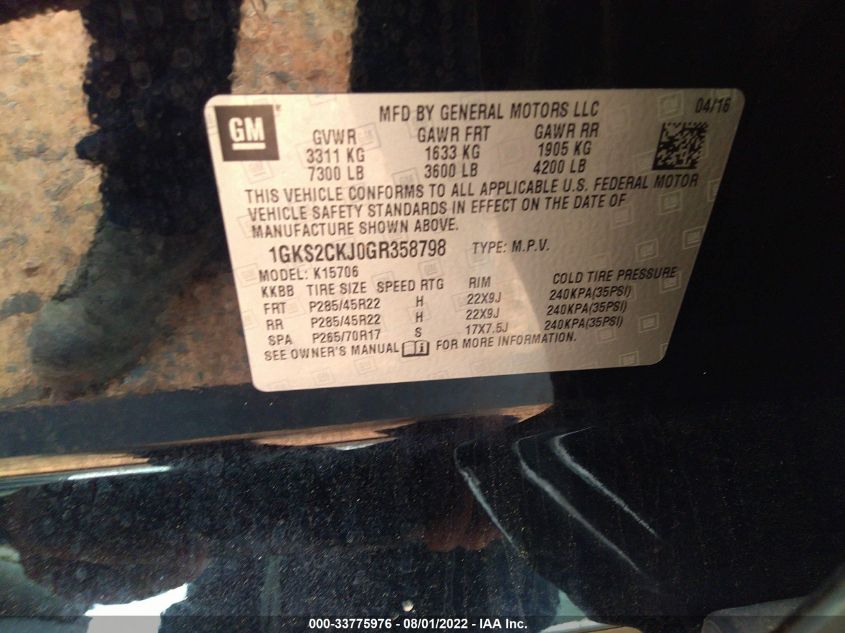 GM
MFD BY GENERAL MOTORS LLC 04/16
GVWR GAWR FRT GAWR RR
3311 KG 1633 KG 1905 KG
7300 LB 3600 LB 4200 LB
THIS VEHICLE CONFORMS TO ALL APPLICABLE U.S. FEDERAL MOTOR
VEHICLE SAFETY STANDARDS IN EFFECT ON THE DATE OF
MANUFACTURE SHOWN ABOVE.
1GKS2CKJ0GR358798 TYPE: M.P.V.
MODEL: K15706
KKBB TIRE SIZE SPEED RTG RIM COLD TIRE PRESSURE
FRT P285/45R22 H 22X9J 240KPA(35PSI)
RR P285/45R22 H 22X9J 240KPA(35PSI)
SPA P265/70R17 S 17X7.5J 240KPA(35PSI)
SEE OWNER'S MANUAL FOR MORE INFORMATION.
000-33775976 - 08/01/2022 - IAA Inc.